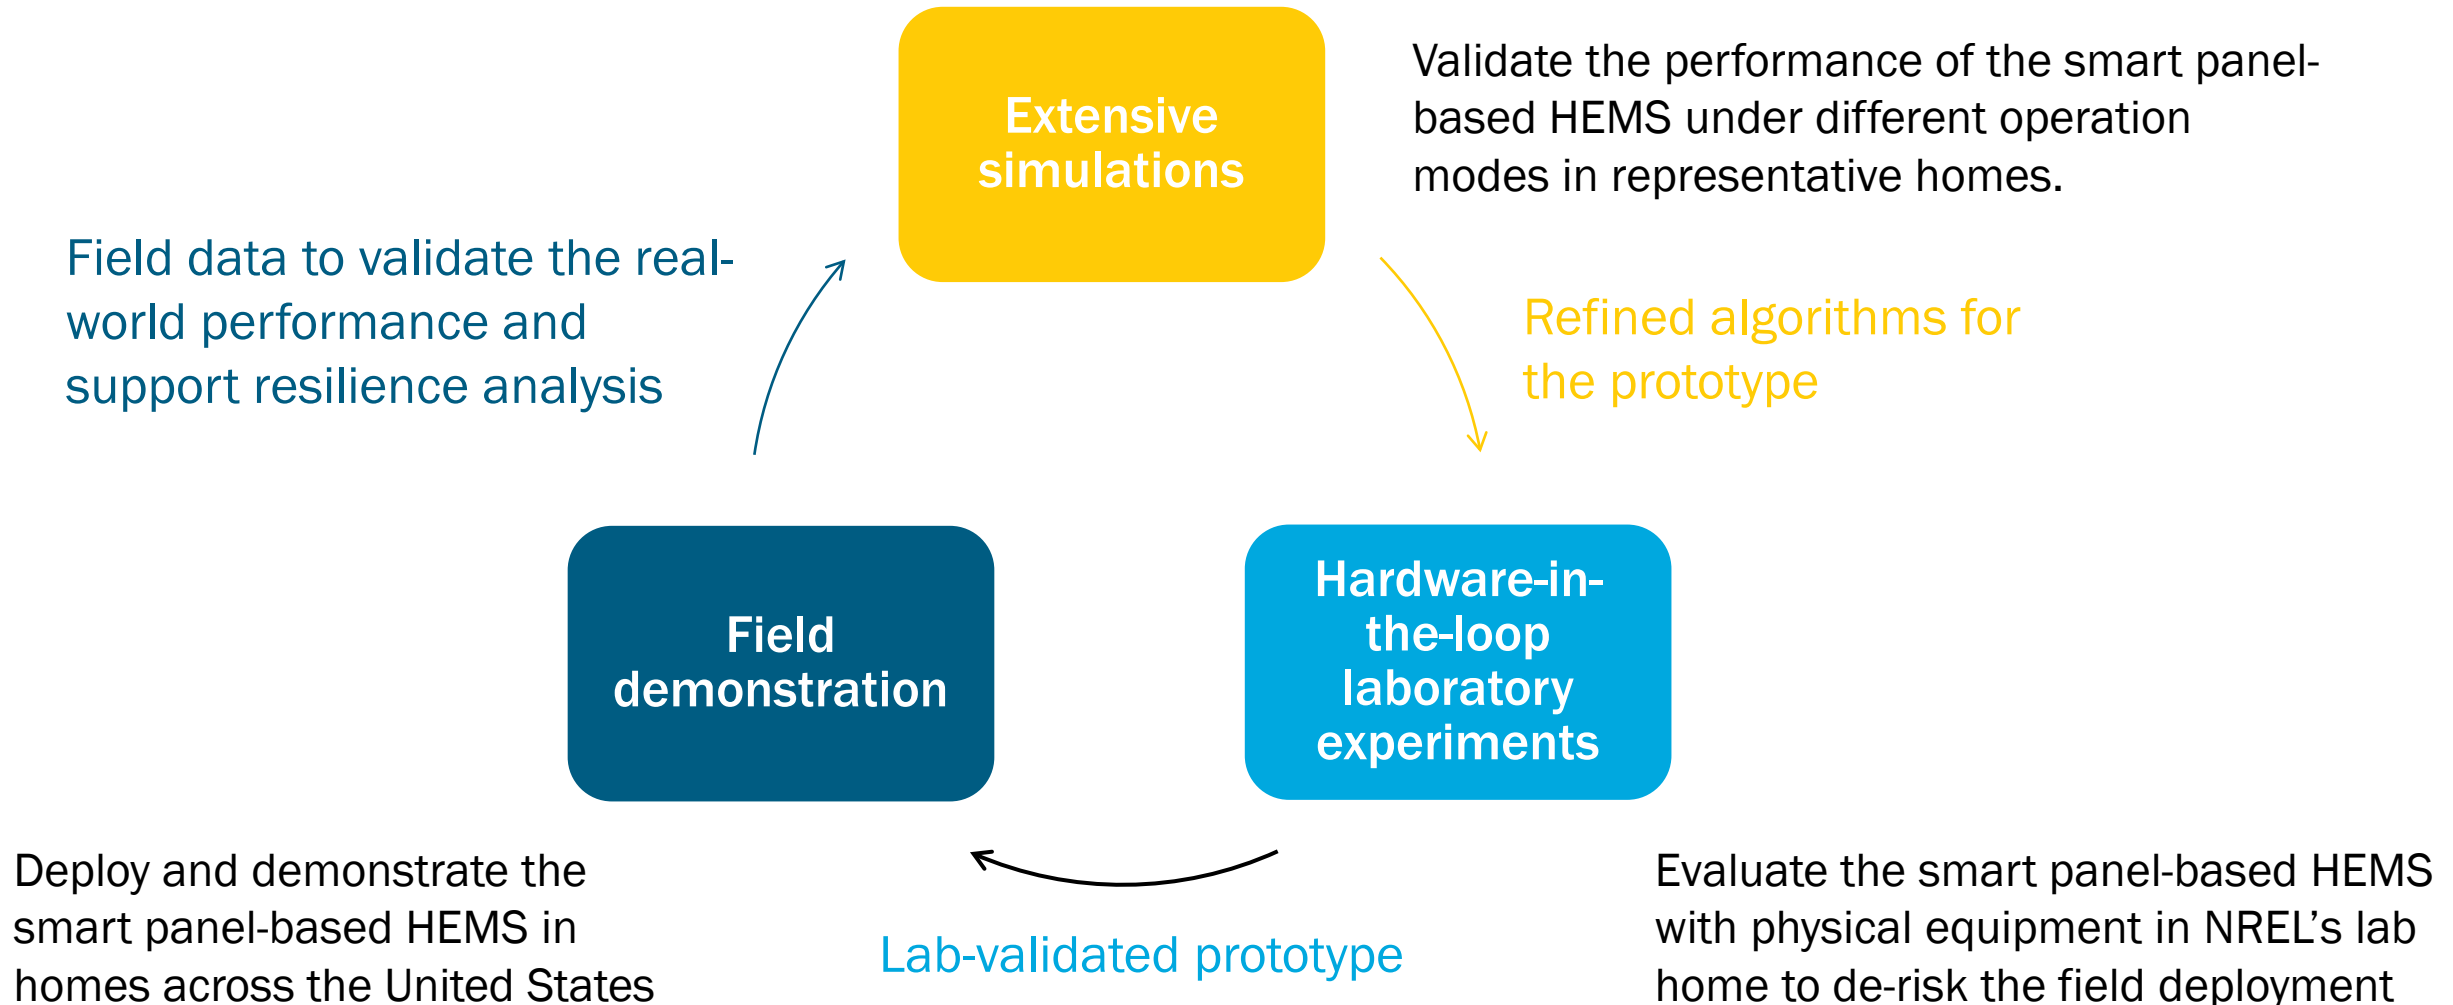 Extensive
simulations
Validate the performance of the smart panel-
based HEMS under different operation
modes in representative homes.
Field data to validate the real-
world performance and
support resilience analysis
Refined algorithms for
the prototype
Field
demonstration
Hardware-in-
the-loop
laboratory
experiments
Deploy and demonstrate the
smart panel-based HEMS in
homes across the United States
Lab-validated prototype
Evaluate the smart panel-based HEMS
with physical equipment in NREL’s lab
home to de-risk the field deployment